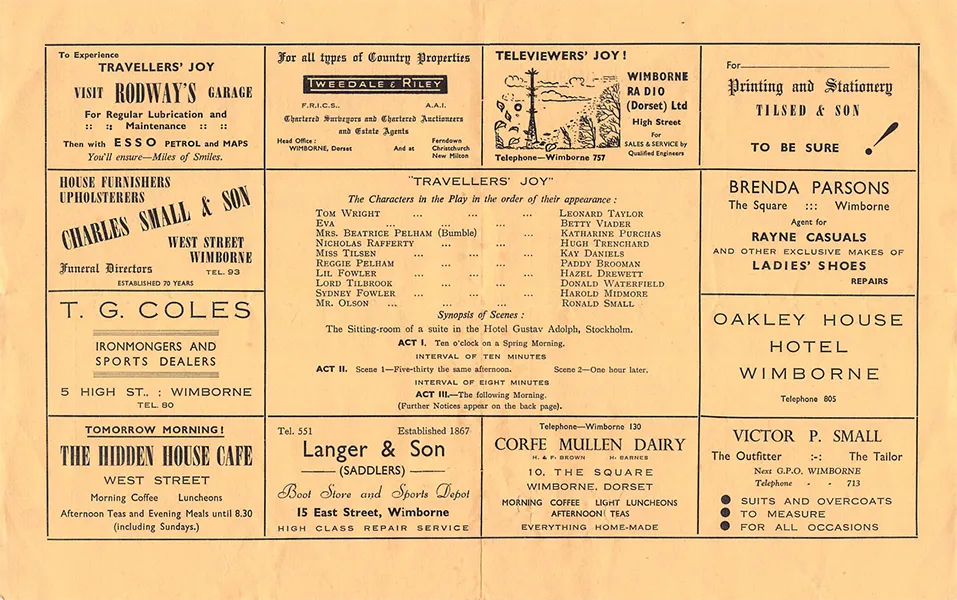 To Experience
TRAVELLERS' JOY
VISIT RODWAY'S GARAGE
For Regular Lubrication and
:: :; Maintenance :: ::
Then with ESSO PETROL and MAPS
You'll ensure—Miles of Smiles.
For all types of Country Properties
TWEEDALE & RILEY
F.R.I.C.S.. A.A.I.
Chartered Surveyors and Chartered Auctioneers
and Estate Agents
Head Office : Ferndown
WIMBORNE, Dorset And at Christchurch
New Milton
TELEVIEWERS' JOY !
WIMBORNE
RADIO
(Dorset) Ltd
High Street
For
SALES & SERVICE by
Qualified Engineers
Telephone—Wimborne 757
For
Printing and Stationery
TILSED & SON
TO BE SURE !
HOUSE FURNISHERS
UPHOLSTERERS
CHARLES SMALL & SON
WEST STREET
WIMBORNE
Funeral Directors TEL. 93
ESTABLISHED 70 YEARS
T. G. COLES
IRONMONGERS AND
SPORTS DEALERS
5 HIGH ST., : WIMBORNE
TEL. 80
"TRAVELLERS' JOY"
The Characters in the Play in the order of their appearance :
TOM WRIGHT ... ... ... LEONARD TAYLOR
EVA ... ... ... BETTY VIADER
MRS. BEATRICE PELHAM (Bumble) ... KATHARINE PURCHAS
NICHOLAS RAFFERTY ... ... HUGH TRENCHARD
MISS TILSEN ... ... ... KAY DANIELS
REGGIE PELHAM ... ... ... PADDY BROOMAN
LIL FOWLER ... ... ... HAZEL DREWETT
LORD TILBROOK ... ... DONALD WATERFIELD
SYDNEY FOWLER ... ... ... HAROLD MIDMORE
MR. OLSON ... ... ... RONALD SMALL
Synopsis of Scenes :
The Sitting-room of a suite in the Hotel Gustav Adolph, Stockholm.
ACT I. Ten o'clock on a Spring Morning.
INTERVAL OF TEN MINUTES
ACT II. Scene 1—Five-thirty the same afternoon. Scene 2—One hour later.
INTERVAL OF EIGHT MINUTES
ACT III.—The following Morning.
(Further Notices appear on the back page).
BRENDA PARSONS
The Square ::: Wimborne
Agent for
RAYNE CASUALS
AND OTHER EXCLUSIVE MAKES OF
LADIES' SHOES
REPAIRS
OAKLEY HOUSE
HOTEL
WIMBORNE
Telephone 805
TOMORROW MORNING!
THE HIDDEN HOUSE CAFE
WEST STREET
Morning Coffee Luncheons
Afternoon Teas and Evening Meals until 8.30
(including Sundays.)
Tel. 551 Established 1867
Langer & Son
(SADDLERS)
Boot Store and Sports Depot
15 East Street, Wimborne
HIGH CLASS REPAIR SERVICE
Telephone—Wimborne 130
CORFE MULLEN DAIRY
H. & F. BROWN H. BARNES
10, THE SQUARE
WIMBORNE, DORSET
MORNING COFFEE LIGHT LUNCHEONS
AFTERNOON TEAS
EVERYTHING HOME-MADE
VICTOR P. SMALL
The Outfitter :-: The Tailor
Next G.P.O. WIMBORNE
Telephone - - 713
● SUITS AND OVERCOATS
● TO MEASURE
● FOR ALL OCCASIONS